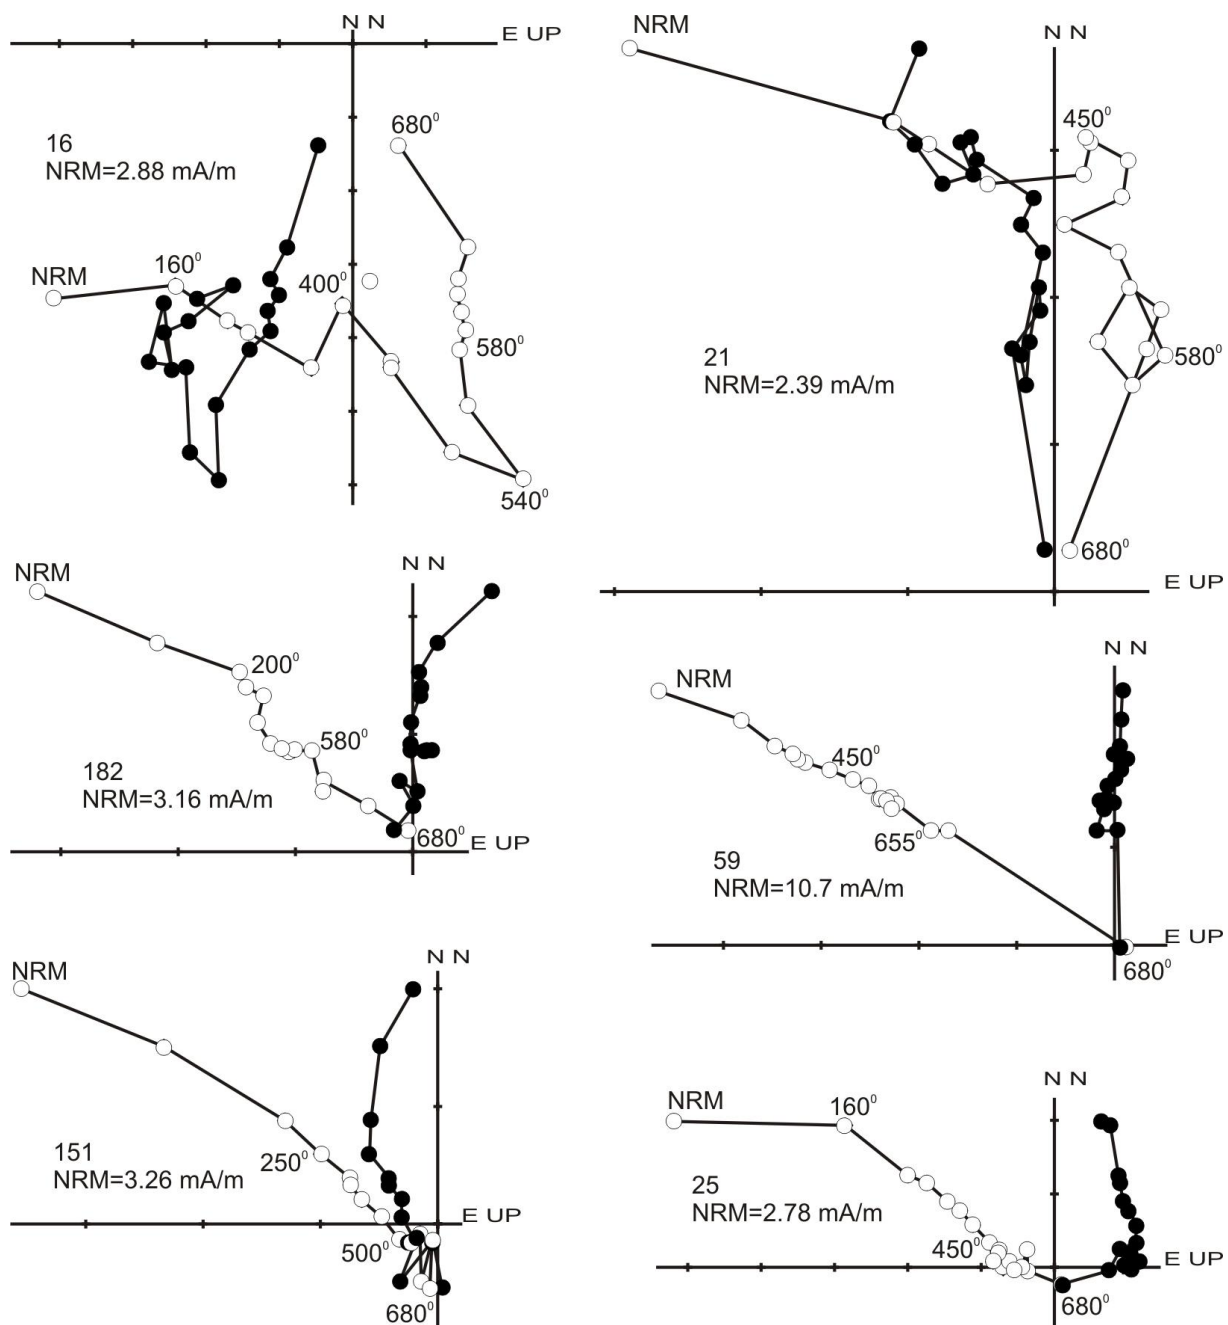 N N
E UP
680⁰
16
NRM=2.88 mA/m
NRM
160⁰
400⁰
580⁰
540⁰
NRM
N N
450⁰
21
NRM=2.39 mA/m
580⁰
680⁰
E UP
N N
NRM
200⁰
580⁰
182
NRM=3.16 mA/m
680⁰
E UP
N N
NRM
450⁰
655⁰
59
NRM=10.7 mA/m
E UP
680⁰
N N
NRM
151
NRM=3.26 mA/m
250⁰
E UP
500⁰
680⁰
N N
NRM
160⁰
25
NRM=2.78 mA/m
450⁰
E UP
680⁰